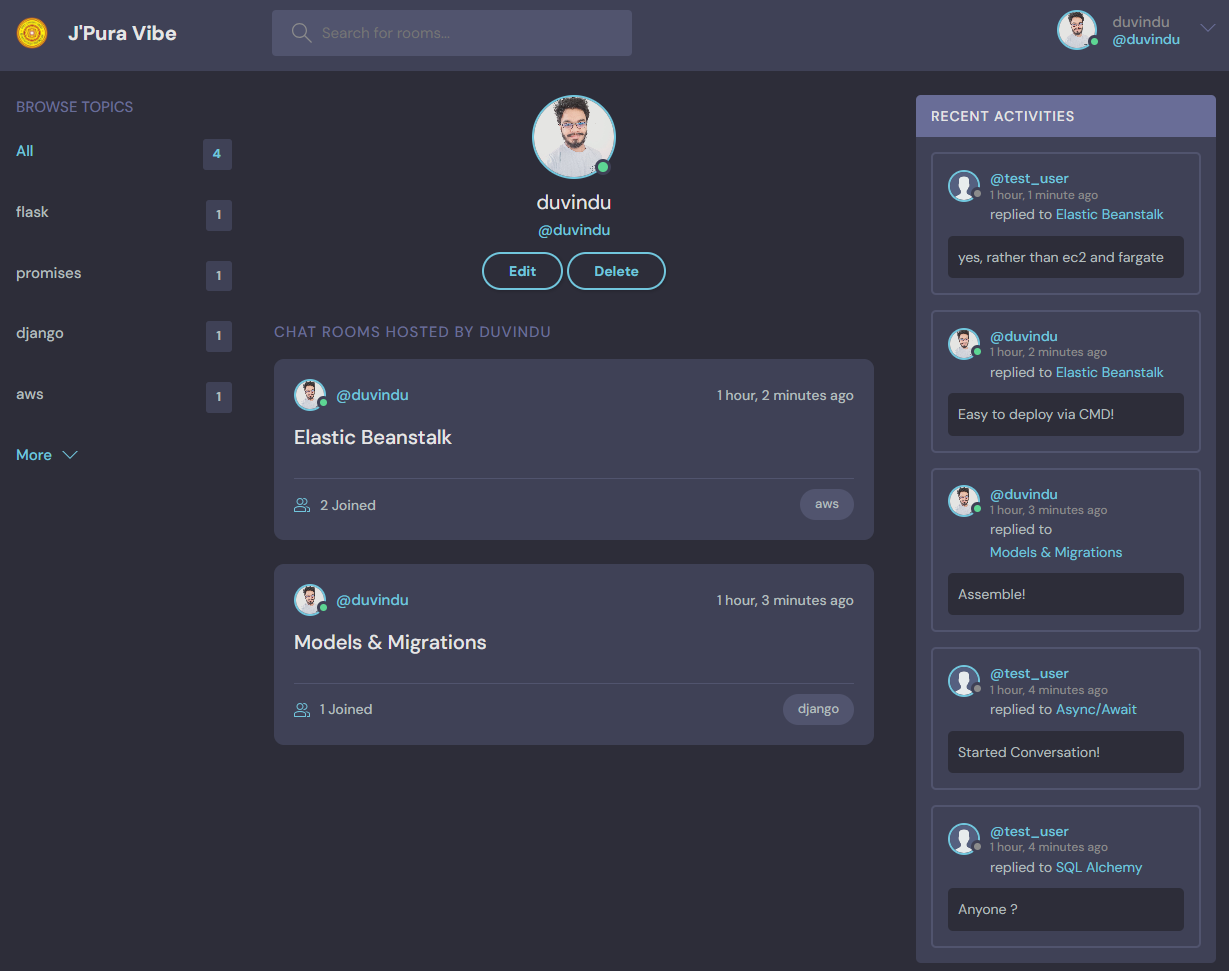 J'Pura Vibe
Search for rooms...
duvindu
@duvindu
BROWSE TOPICS
All 4
flask 1
promises 1
django 1
aws 1
More
duvindu
@duvindu
Edit Delete
CHAT ROOMS HOSTED BY DUVINDU
@duvindu 1 hour, 2 minutes ago
Elastic Beanstalk
2 Joined aws
@duvindu 1 hour, 3 minutes ago
Models & Migrations
1 Joined django
RECENT ACTIVITIES
@test_user
1 hour, 1 minute ago
replied to Elastic Beanstalk
yes, rather than ec2 and fargate
@duvindu
1 hour, 2 minutes ago
replied to Elastic Beanstalk
Easy to deploy via CMD!
@duvindu
1 hour, 3 minutes ago
replied to
Models & Migrations
Assemble!
@test_user
1 hour, 4 minutes ago
replied to Async/Await
Started Conversation!
@test_user
1 hour, 4 minutes ago
replied to SQL Alchemy
Anyone ?